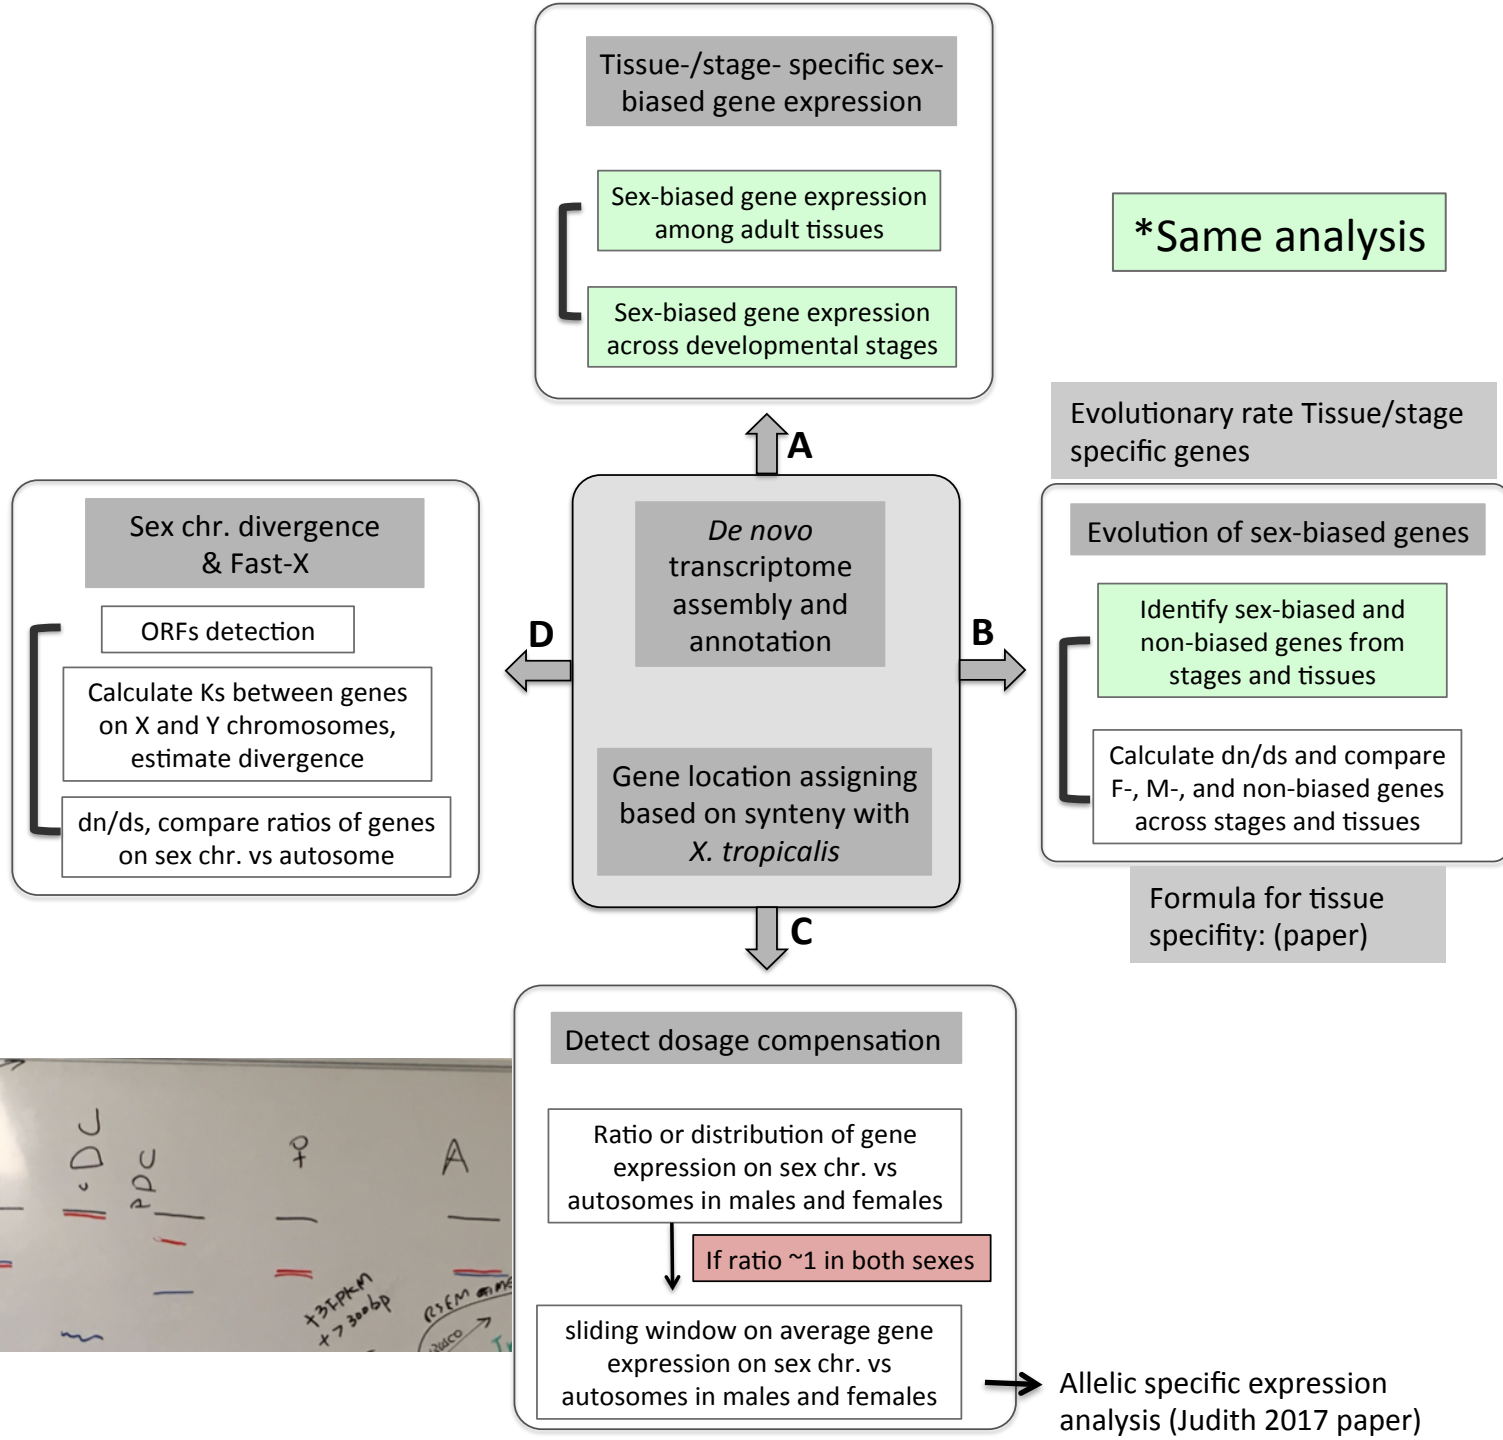 Tissue-/stage- specific sex-
biased gene expression
Sex-biased gene expression
among adult tissues
Sex-biased gene expression
across developmental stages
*Same analysis
A
Evolutionary rate Tissue/stage
specific genes
Evolution of sex-biased genes
Identify sex-biased and
non-biased genes from
stages and tissues
Calculate dn/ds and compare
F-, M-, and non-biased genes
across stages and tissues
Formula for tissue
specifity: (paper)
B
De novo
transcriptome
assembly and
annotation
Gene location assigning
based on synteny with
X. tropicalis
D
Sex chr. divergence
& Fast-X
ORFs detection
Calculate Ks between genes
on X and Y chromosomes,
estimate divergence
dn/ds, compare ratios of genes
on sex chr. vs autosome
C
Detect dosage compensation
Ratio or distribution of gene
expression on sex chr. vs
autosomes in males and females
If ratio ~1 in both sexes
sliding window on average gene
expression on sex chr. vs
autosomes in males and females
Allelic specific expression
analysis (Judith 2017 paper)
♀
A
RSEM